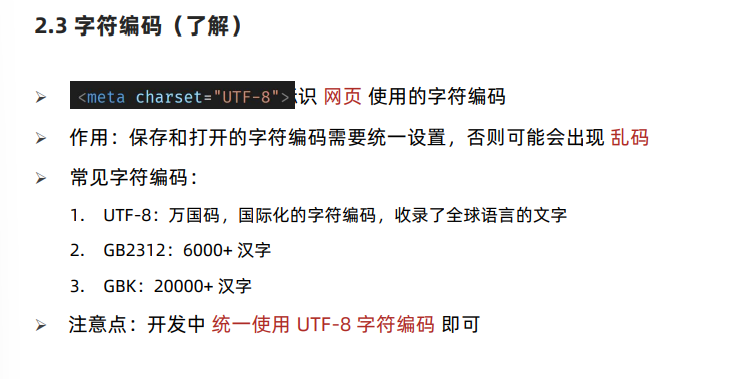 2.3 字符编码（了解）
➢ <meta charset="UTF-8">识 网页 使用的字符编码
➢ 作用：保存和打开的字符编码需要统一设置，否则可能会出现 乱码
➢ 常见字符编码：
1. UTF-8：万国码，国际化的字符编码，收录了全球语言的文字
2. GB2312：6000+ 汉字
3. GBK：20000+ 汉字
➢ 注意点：开发中 统一使用 UTF-8 字符编码 即可